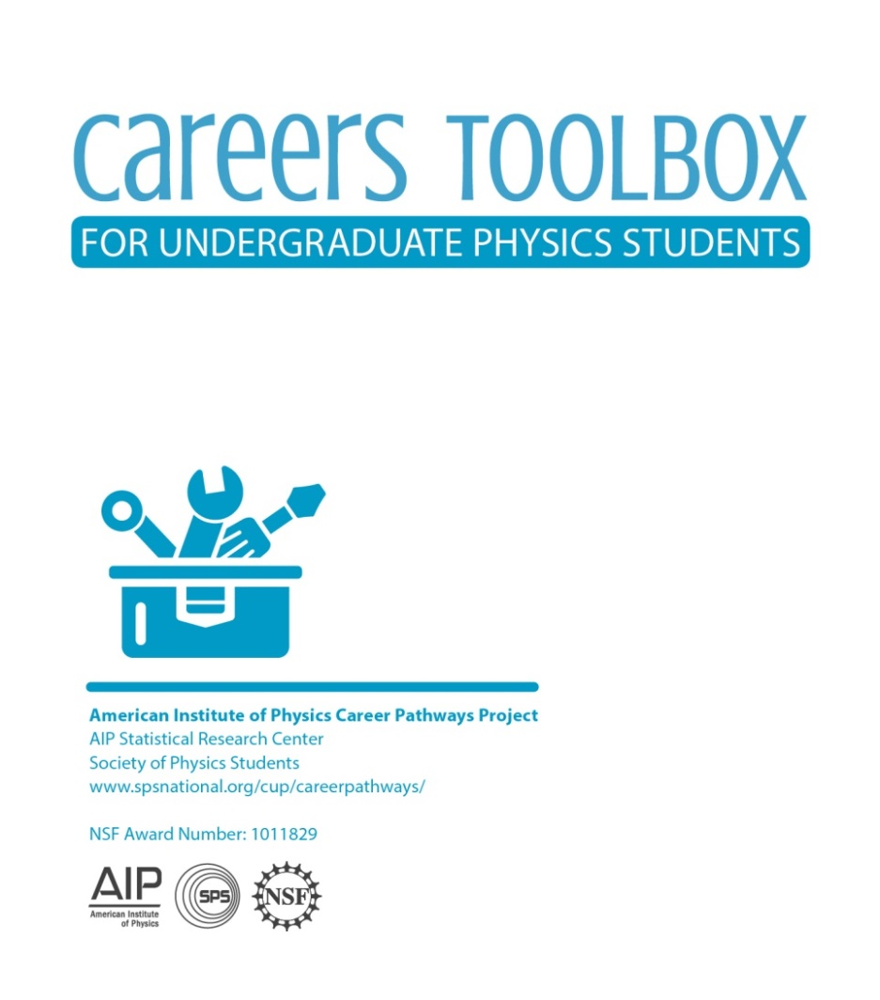 careers TOOLBOX
FOR UNDERGRADUATE PHYSICS STUDENTS
American Institute of Physics Career Pathways Project
AIP Statistical Research Center
Society of Physics Students
www.spsnational.org/cup/careerpathways/
NSF Award Number: 1011829
AIP
American Institute
of Physics
SPS
NSF